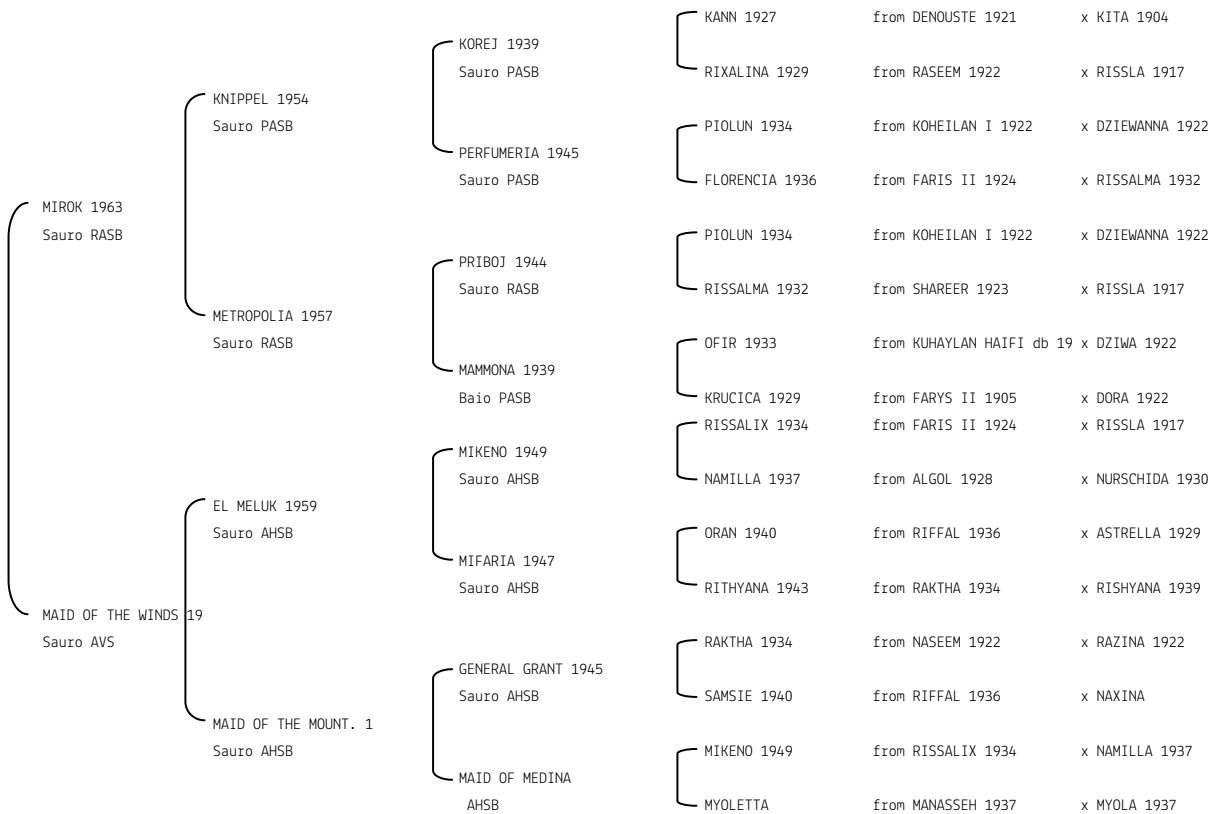 KANN 1927 from DENOUSTE 1921 x KITA 1904
KOREJ 1939
Sauro PASB RIXALINA 1929 from RASEEM 1922 x RISSLA 1917
KNIPPEL 1954
Sauro PASB PIOLUN 1934 from KOHEILAN I 1922 x DZIEWANNA 1922
PERFUMERIA 1945
Sauro PASB FLORENCIA 1936 from FARIS II 1924 x RISSALMA 1932
MIROK 1963
Sauro RASB PIOLUN 1934 from KOHEILAN I 1922 x DZIEWANNA 1922
PRIBOJ 1944
Sauro RASB RISSALMA 1932 from SHAREER 1923 x RISSLA 1917
METROPOLIA 1957
Sauro RASB OFIR 1933 from KUHAYLAN HAIFI db 19 x DZIWA 1922
MAMMONA 1939
Baio PASB KRUCICA 1929 from FARYS II 1905 x DORA 1922
RISSALIX 1934 from FARIS II 1924 x RISSLA 1917
MIKENO 1949
Sauro AHSB NAMILLA 1937 from ALGOL 1928 x NURSCHIDA 1930
EL MELUK 1959
Sauro AHSB ORAN 1940 from RIFFAL 1936 x ASTRELLA 1929
MIFARIA 1947
Sauro AHSB RITHYANA 1943 from RAKTHA 1934 x RISHYANA 1939
MAID OF THE WINDS 19
Sauro AVS RAKTHA 1934 from NASEEM 1922 x RAZINA 1922
GENERAL GRANT 1945
Sauro AHSB SAMSIE 1940 from RIFFAL 1936 x NAXINA
MAID OF THE MOUNT. 1
Sauro AHSB MIKENO 1949 from RISSALIX 1934 x NAMILLA 1937
MAID OF MEDINA
AHSB MYOLETTA from MANASSEH 1937 x MYOLA 1937